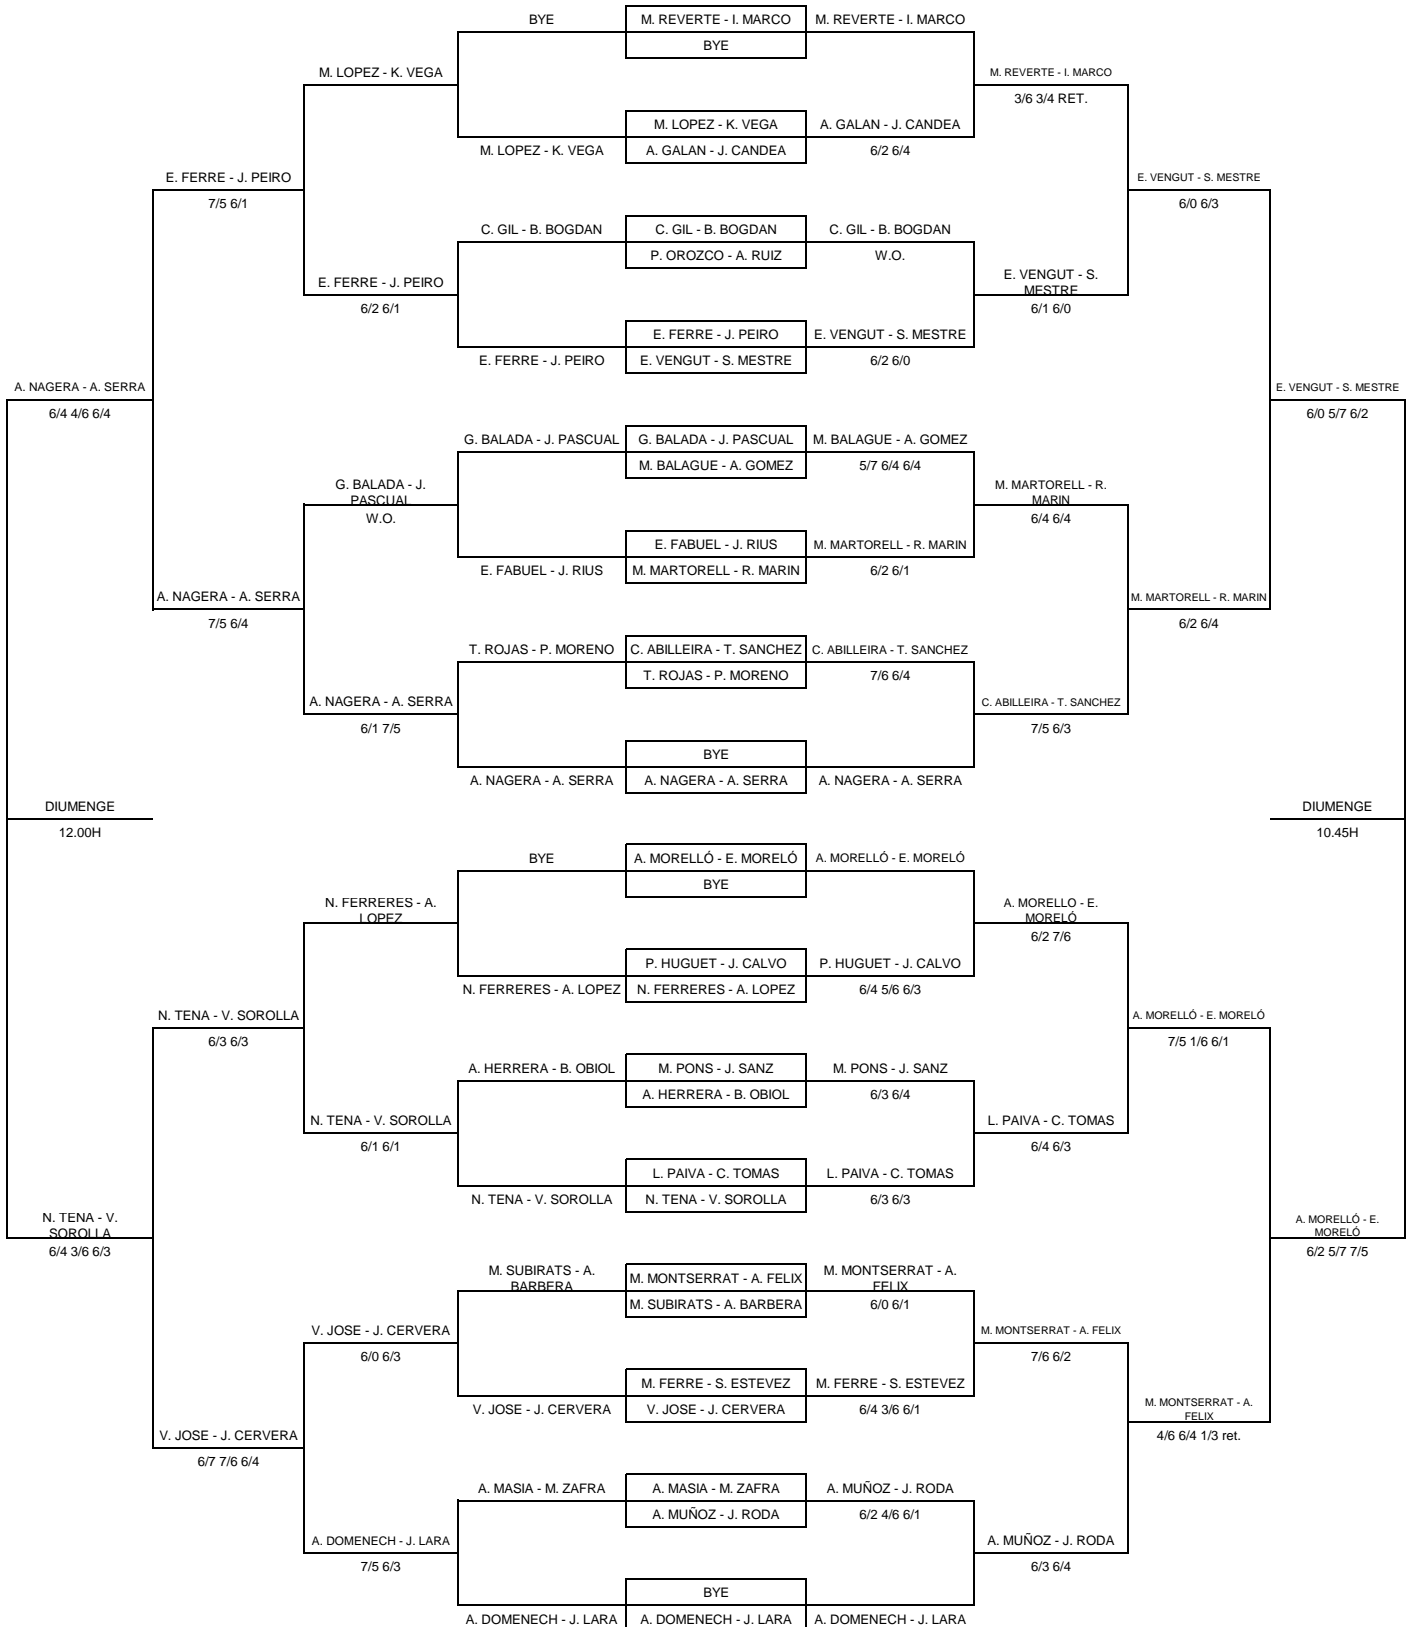 BYE
M. REVERTE - I. MARCO
M. REVERTE - I. MARCO
BYE
M. LOPEZ - K. VEGA
M. REVERTE - I. MARCO
3/6 3/4 RET.
M. LOPEZ - K. VEGA
A. GALAN - J. CANDEA
M. LOPEZ - K. VEGA
A. GALAN - J. CANDEA
6/2 6/4
E. FERRE - J. PEIRO
E. VENGUT - S. MESTRE
7/5 6/1
6/0 6/3
C. GIL - B. BOGDAN
C. GIL - B. BOGDAN
C. GIL - B. BOGDAN
P. OROZCO - A. RUIZ
W.O.
E. FERRE - J. PEIRO
E. VENGUT - S.
MESTRE
6/2 6/1
6/1 6/0
E. FERRE - J. PEIRO
E. VENGUT - S. MESTRE
E. FERRE - J. PEIRO
E. VENGUT - S. MESTRE
6/2 6/0
A. NAGERA - A. SERRA
E. VENGUT - S. MESTRE
6/4 4/6 6/4
6/0 5/7 6/2
G. BALADA - J. PASCUAL
G. BALADA - J. PASCUAL
M. BALAGUE - A. GOMEZ
M. BALAGUE - A. GOMEZ
5/7 6/4 6/4
G. BALADA - J.
PASCUAL
M. MARTORELL - R.
MARIN
W.O.
6/4 6/4
E. FABUEL - J. RIUS
M. MARTORELL - R. MARIN
E. FABUEL - J. RIUS
M. MARTORELL - R. MARIN
6/2 6/1
A. NAGERA - A. SERRA
M. MARTORELL - R. MARIN
7/5 6/4
6/2 6/4
T. ROJAS - P. MORENO
C. ABILLEIRA - T. SANCHEZ
C. ABILLEIRA - T. SANCHEZ
T. ROJAS - P. MORENO
7/6 6/4
A. NAGERA - A. SERRA
C. ABILLEIRA - T. SANCHEZ
6/1 7/5
7/5 6/3
BYE
A. NAGERA - A. SERRA
A. NAGERA - A. SERRA
A. NAGERA - A. SERRA
DIUMENGE
DIUMENGE
12.00H
10.45H
BYE
A. MORELLÓ - E. MORELÓ
A. MORELLÓ - E. MORELÓ
BYE
N. FERRERES - A.
LOPEZ
A. MORELLO - E.
MORELÓ
6/2 7/6
P. HUGUET - J. CALVO
P. HUGUET - J. CALVO
N. FERRERES - A. LOPEZ
N. FERRERES - A. LOPEZ
6/4 5/6 6/3
N. TENA - V. SOROLLA
A. MORELLÓ - E. MORELÓ
6/3 6/3
7/5 1/6 6/1
A. HERRERA - B. OBIOL
M. PONS - J. SANZ
M. PONS - J. SANZ
A. HERRERA - B. OBIOL
6/3 6/4
N. TENA - V. SOROLLA
L. PAIVA - C. TOMAS
6/1 6/1
6/4 6/3
L. PAIVA - C. TOMAS
L. PAIVA - C. TOMAS
N. TENA - V. SOROLLA
N. TENA - V. SOROLLA
6/3 6/3
N. TENA - V.
SOROLLA
A. MORELLÓ - E.
MORELÓ
6/4 3/6 6/3
6/2 5/7 7/5
M. SUBIRATS - A.
BARBERA
M. MONTSERRAT - A. FELIX
M. MONTSERRAT - A.
FELIX
M. SUBIRATS - A. BARBERA
6/0 6/1
V. JOSE - J. CERVERA
M. MONTSERRAT - A. FELIX
6/0 6/3
7/6 6/2
M. FERRE - S. ESTEVEZ
M. FERRE - S. ESTEVEZ
V. JOSE - J. CERVERA
V. JOSE - J. CERVERA
6/4 3/6 6/1
V. JOSE - J. CERVERA
M. MONTSERRAT - A.
FELIX
6/7 7/6 6/4
4/6 6/4 1/3 ret.
A. MASIA - M. ZAFRA
A. MASIA - M. ZAFRA
A. MUÑOZ - J. RODA
A. MUÑOZ - J. RODA
6/2 4/6 6/1
A. DOMENECH - J. LARA
A. MUÑOZ - J. RODA
7/5 6/3
6/3 6/4
BYE
A. DOMENECH - J. LARA
A. DOMENECH - J. LARA
A. DOMENECH - J. LARA